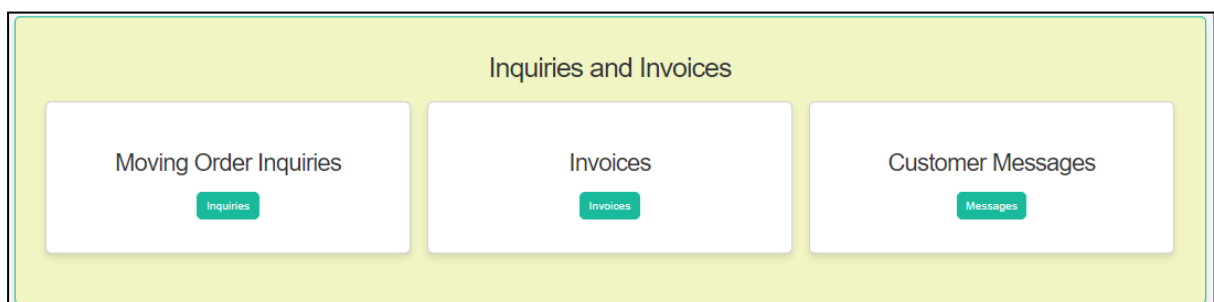 Inquiries and Invoices
Moving Order Inquiries
Inquiries
Invoices
Invoices
Customer Messages
Messages